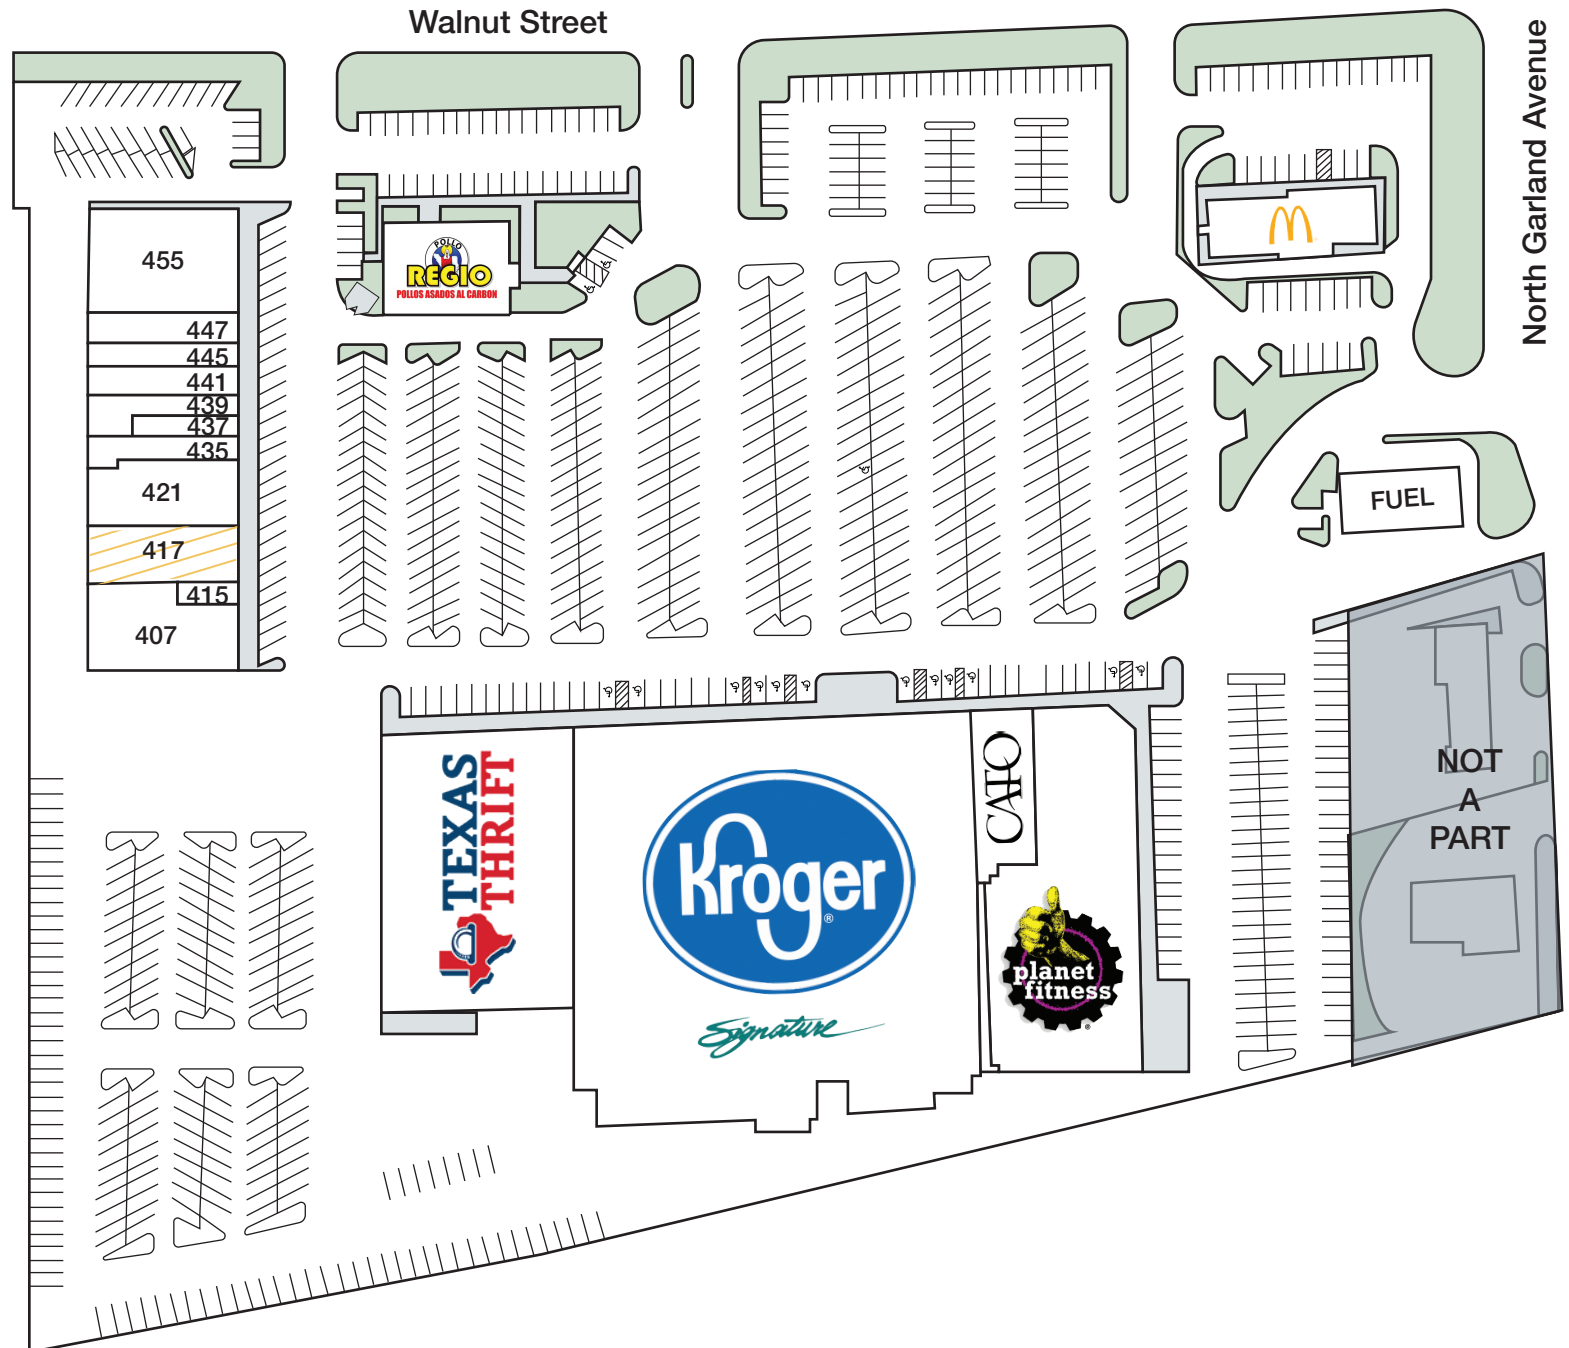 Walnut Street
North Garland Avenue
455
447
445
441
439
437
435
421
417
415
407
POLLO
REGIO
POLLOS ASADOS AL CARBON
FUEL
TEXAS
THRIFT
Kroger
®
Signature
CATO
planet
fitness
®
NOT
A
PART